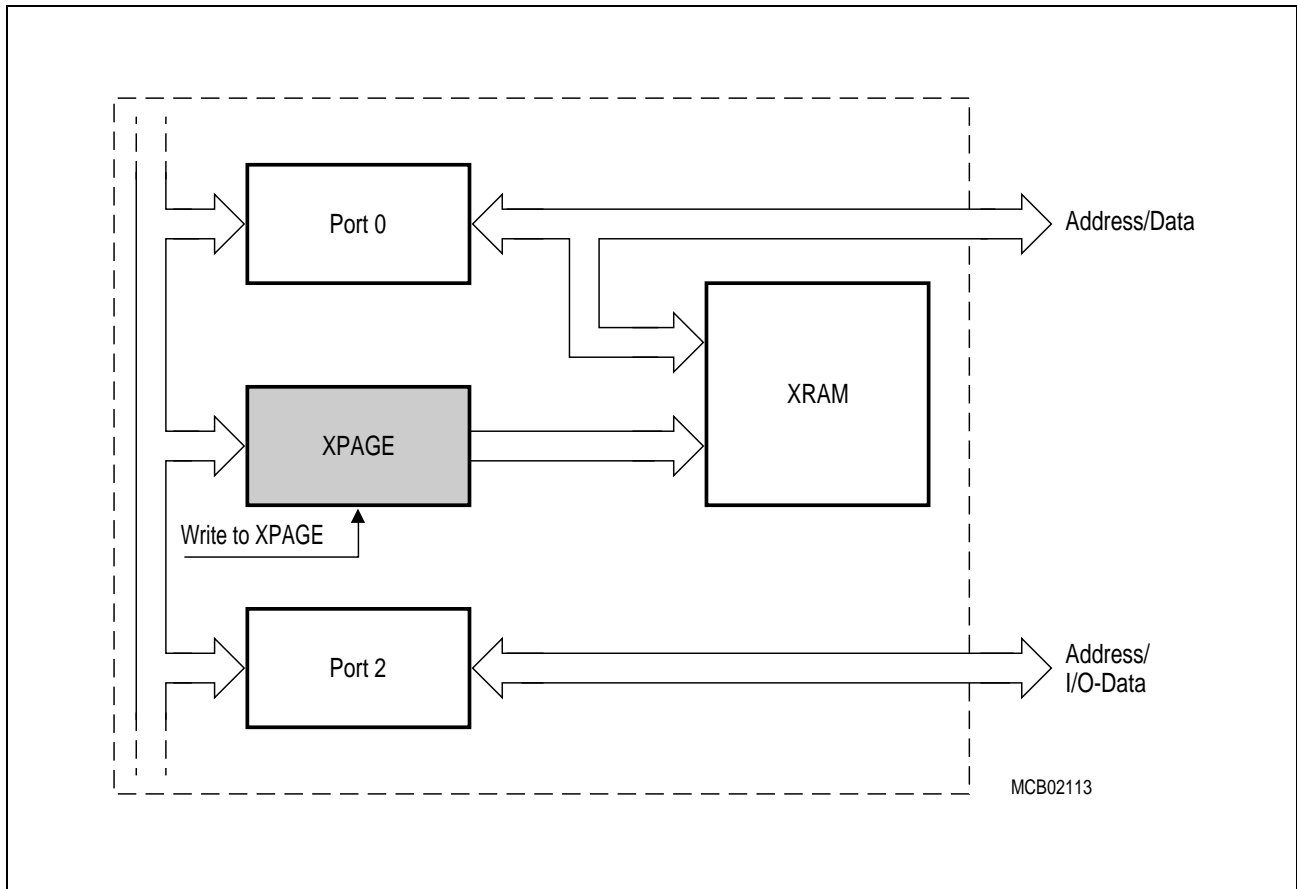 Port 0
Address/Data
XRAM
XPAGE
Write to XPAGE
Port 2
Address/
I/O-Data
MCB02113